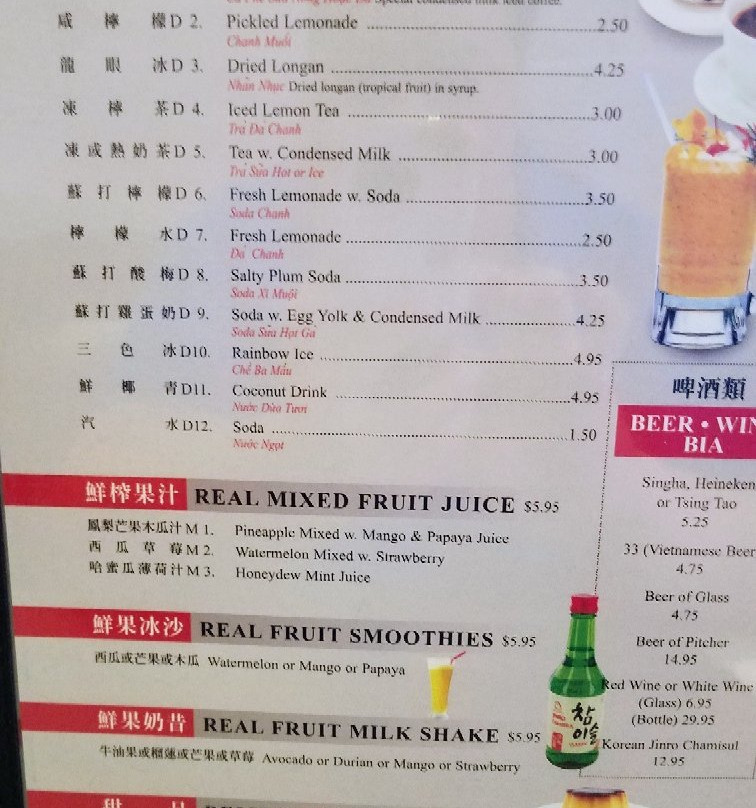 Special condensed milk iced coffee.
咸檸檬 D 2. Pickled Lemonade 2.50
Chanh Muối
龍眼冰 D 3. Dried Longan 4.25
Nhãn Nhục Dried longan (tropical fruit) in syrup.
凍檸茶 D 4. Iced Lemon Tea 3.00
Trà Đá Chanh
凍或熱奶茶 D 5. Tea w. Condensed Milk 3.00
Trà Sữa Hot or Ice
蘇打檸檬 D 6. Fresh Lemonade w. Soda 3.50
Soda Chanh
檸檬水 D 7. Fresh Lemonade 2.50
Đá Chanh
蘇打酸梅 D 8. Salty Plum Soda 3.50
Soda Xí Muội
蘇打雞蛋奶 D 9. Soda w. Egg Yolk & Condensed Milk 4.25
Soda Sữa Hột Gà
三色冰 D10. Rainbow Ice 4.95
Chè Ba Mầu
鮮椰青 D11. Coconut Drink 4.95
Nước Dừa Tươi
汽水 D12. Soda 1.50
Nước Ngọt
鮮榨果汁 REAL MIXED FRUIT JUICE $5.95
鳳梨芒果木瓜汁 M 1. Pineapple Mixed w. Mango & Papaya Juice
西瓜草莓 M 2. Watermelon Mixed w. Strawberry
哈蜜瓜薄荷汁 M 3. Honeydew Mint Juice
鮮果冰沙 REAL FRUIT SMOOTHIES $5.95
西瓜或芒果或木瓜 Watermelon or Mango or Papaya
鮮果奶昔 REAL FRUIT MILK SHAKE $5.95
牛油果或榴蓮或芒果或草莓 Avocado or Durian or Mango or Strawberry
啤酒類
BEER • WIN
BIA
Singha, Heineken
or Tsing Tao
5.25
33 (Vietnamese Beer
4.75
Beer of Glass
4.75
Beer of Pitcher
14.95
Red Wine or White Wine
(Glass) 6.95
(Bottle) 29.95
Korean Jinro Chamisul
12.95
참
이슬